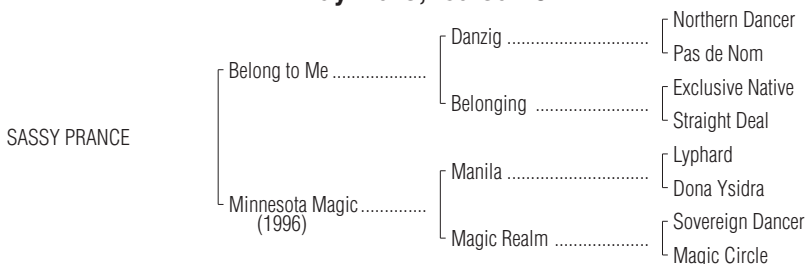 Northern Dancer
Danzig
Pas de Nom
Belong to Me
Exclusive Native
Belonging
Straight Deal
SASSY PRANCE
Lyphard
Manila
Dona Ysidra
Minnesota Magic
(1996)
Sovereign Dancer
Magic Realm
Magic Circle